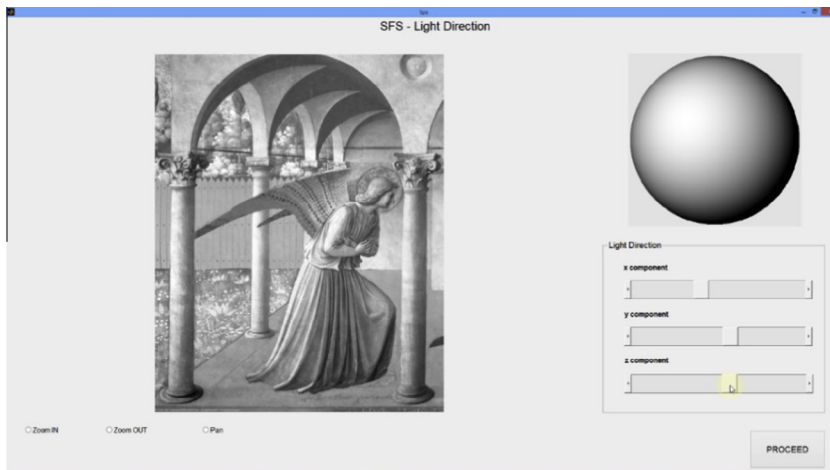 SFS - Light Direction
Light Direction
x component
y component
z component
Zoom IN
Zoom OUT
Pan
PROCEED